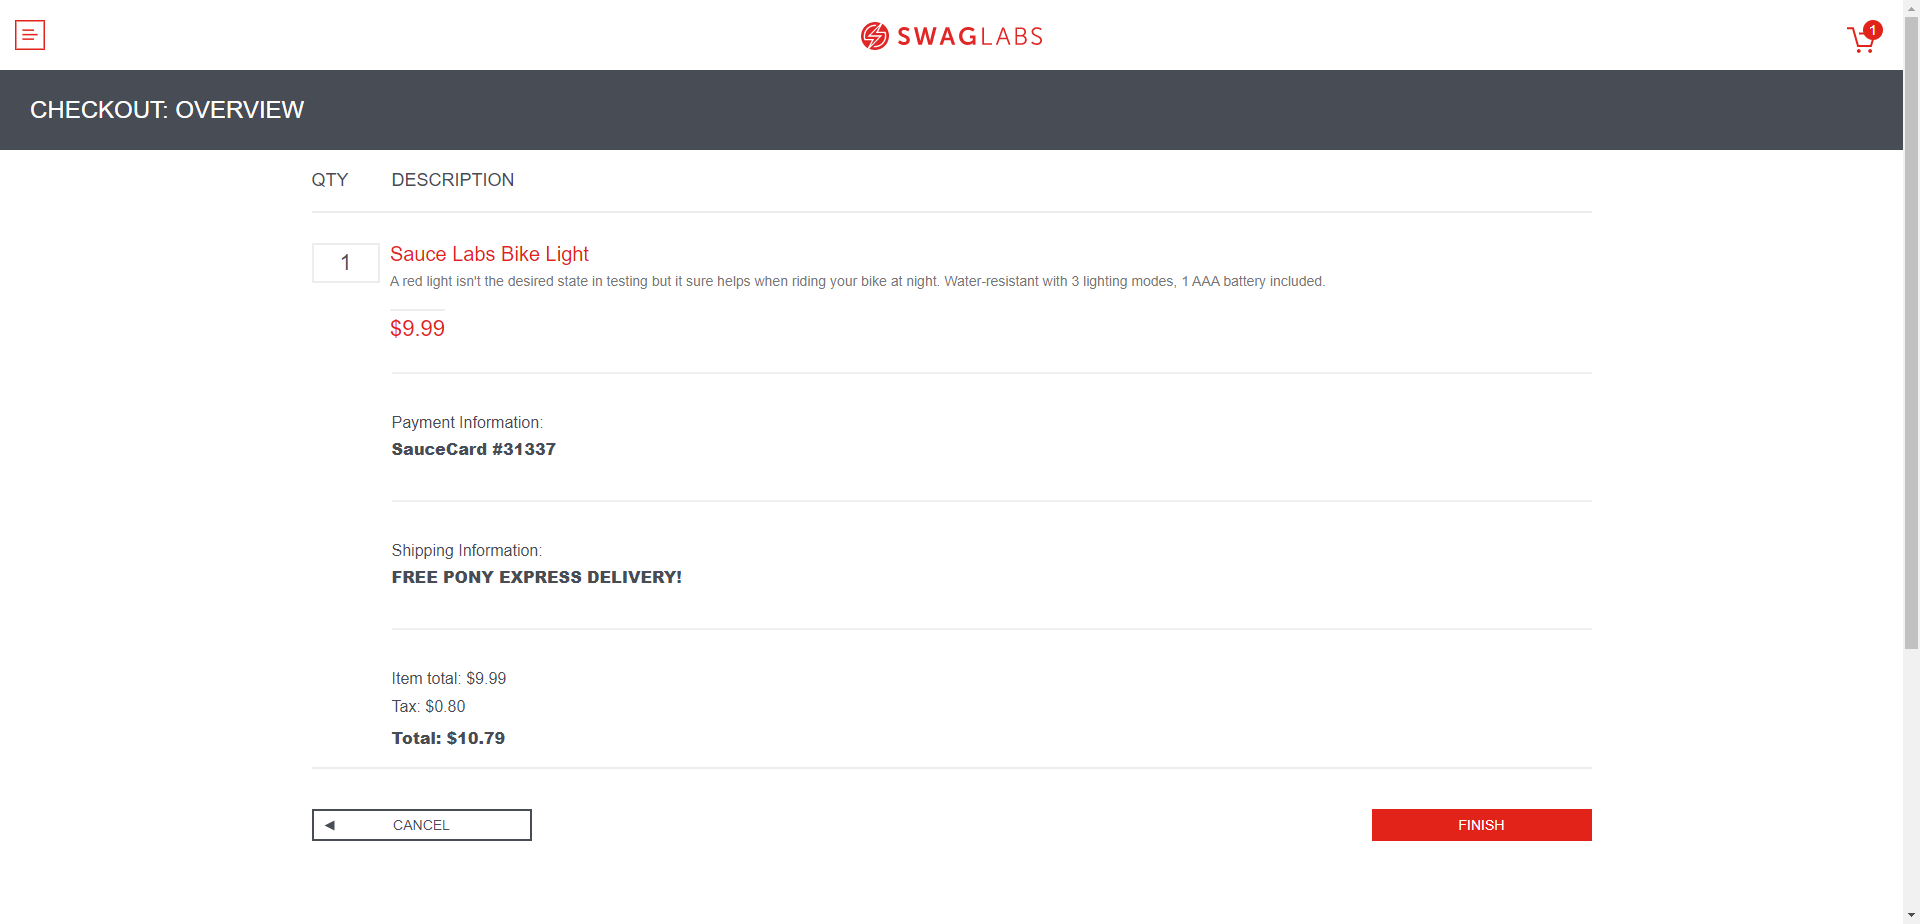 SWAGLABS
1
CHECKOUT: OVERVIEW
QTY DESCRIPTION
1
Sauce Labs Bike Light
A red light isn't the desired state in testing but it sure helps when riding your bike at night. Water-resistant with 3 lighting modes, 1 AAA battery included.
$9.99
Payment Information:
SauceCard #31337
Shipping Information:
FREE PONY EXPRESS DELIVERY!
Item total: $9.99
Tax: $0.80
Total: $10.79
CANCEL
FINISH